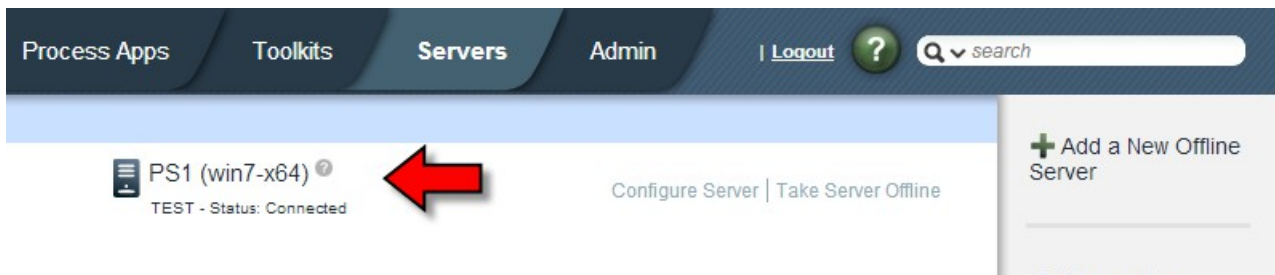 Process Apps Toolkits Servers Admin | Logout ? search
PS1 (win7-x64) ?
TEST - Status: Connected
Configure Server | Take Server Offline
Add a New Offline
Server